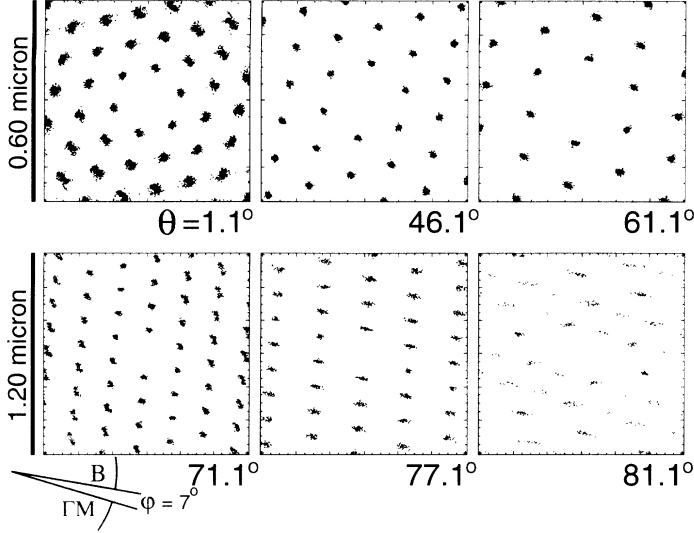 0.60 micron
θ=1.1°
46.1°
61.1°
1.20 micron
71.1°
77.1°
81.1°
B
φ = 7°
ΓM